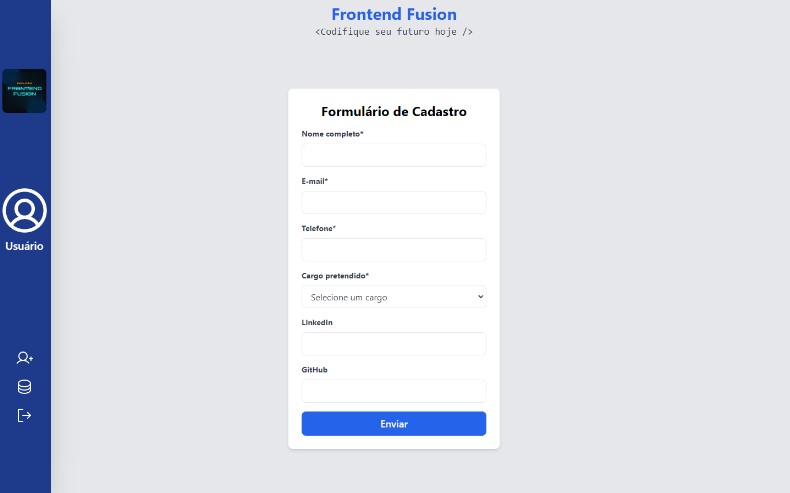 Frontend Fusion
<Codifique seu futuro hoje />
FRONTEND
FUSION
Usuário
Formulário de Cadastro
Nome completo*
E-mail*
Telefone*
Cargo pretendido*
Selecione um cargo
LinkedIn
GitHub
Enviar